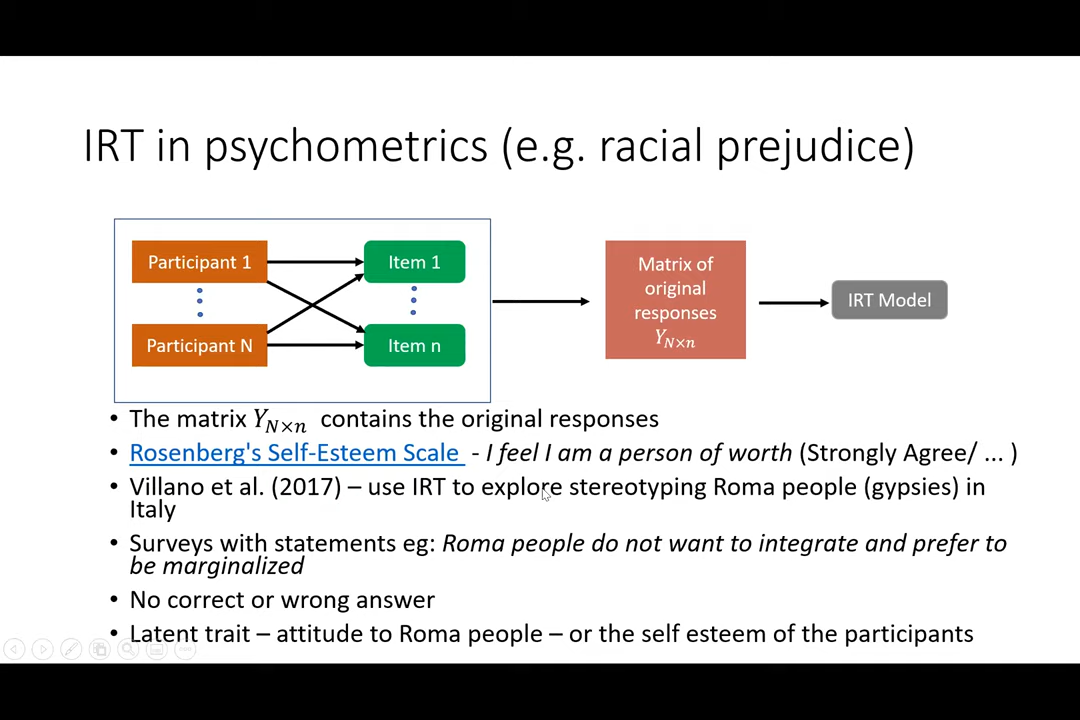 IRT in psychometrics (e.g. racial prejudice)
Participant 1
Item 1
Participant N
Item n
Matrix of
original
responses
Y_{N×n}
IRT Model
• The matrix Y_{N×n} contains the original responses
• Rosenberg's Self-Esteem Scale - I feel I am a person of worth (Strongly Agree/ ... )
• Villano et al. (2017) – use IRT to explore stereotyping Roma people (gypsies) in
Italy
• Surveys with statements eg: Roma people do not want to integrate and prefer to
be marginalized
• No correct or wrong answer
• Latent trait – attitude to Roma people – or the self esteem of the participants